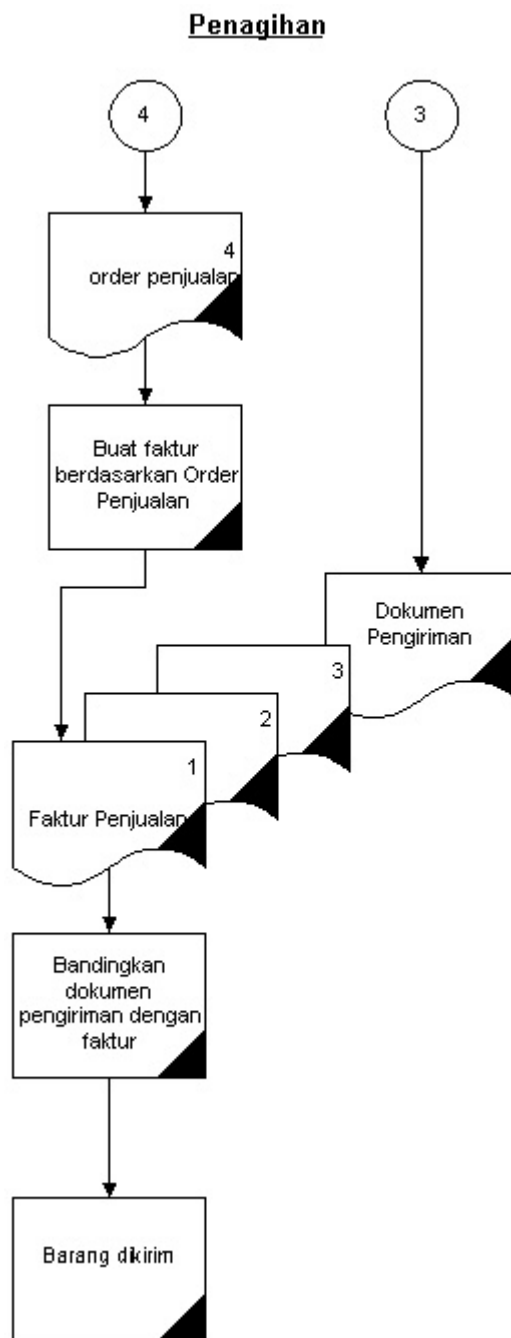 Penagihan
4
3
4
order penjualan
Buat faktur
berdasarkan Order
Penjualan
Dokumen
Pengiriman
3
2
1
Faktur Penjualan
Bandingkan
dokumen
pengiriman dengan
faktur
Barang dikirim